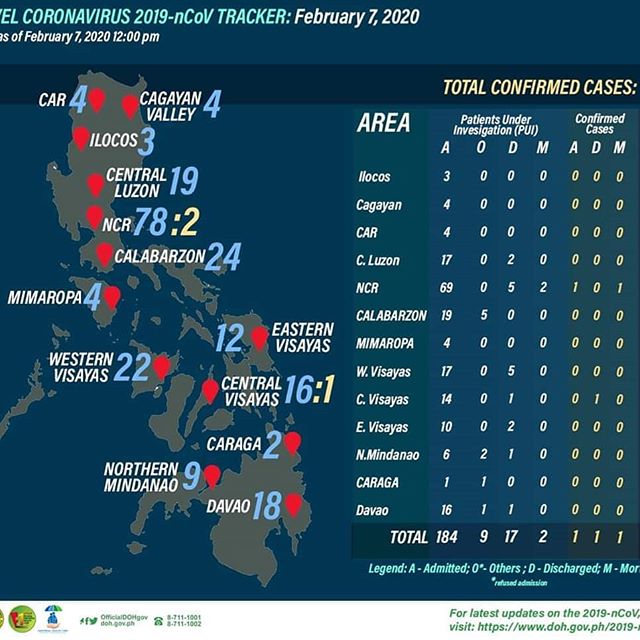 VEL CORONAVIRUS 2019-nCoV TRACKER: February 7, 2020
as of February 7, 2020 12:00 pm
TOTAL CONFIRMED CASES:
CAR 4
CAGAYAN VALLEY 4
ILOCOS 3
CENTRAL LUZON 19
NCR 78:2
CALABARZON 24
MIMAROPA 4
12 EASTERN VISAYAS
WESTERN VISAYAS 22
CENTRAL VISAYAS 16:1
CARAGA 2
NORTHERN MINDANAO 9
DAVAO 18
AREA
Patients Under Invesigation (PUI)
Confirmed Cases
A O D M A D M
Ilocos 3 0 0 0 0 0 0
Cagayan 4 0 0 0 0 0 0
CAR 4 0 0 0 0 0 0
C. Luzon 17 0 2 0 0 0 0
NCR 69 0 5 2 1 0 1
CALABARZON 19 5 0 0 0 0 0
MIMAROPA 4 0 0 0 0 0 0
W. Visayas 17 0 5 0 0 0 0
C. Visayas 14 0 1 0 0 1 0
E. Visayas 10 0 2 0 0 0 0
N.Mindanao 6 2 1 0 0 0 0
CARAGA 1 1 0 0 0 0 0
Davao 16 1 1 0 0 0 0
TOTAL 184 9 17 2 1 1 1
Legend: A - Admitted; O*- Others ; D - Discharged; M - Mor
*refused admission
OfficialDOHgov
doh.gov.ph
8-711-1001
8-711-1002
For latest updates on the 2019-nCoV,
visit: https://www.doh.gov.ph/2019-